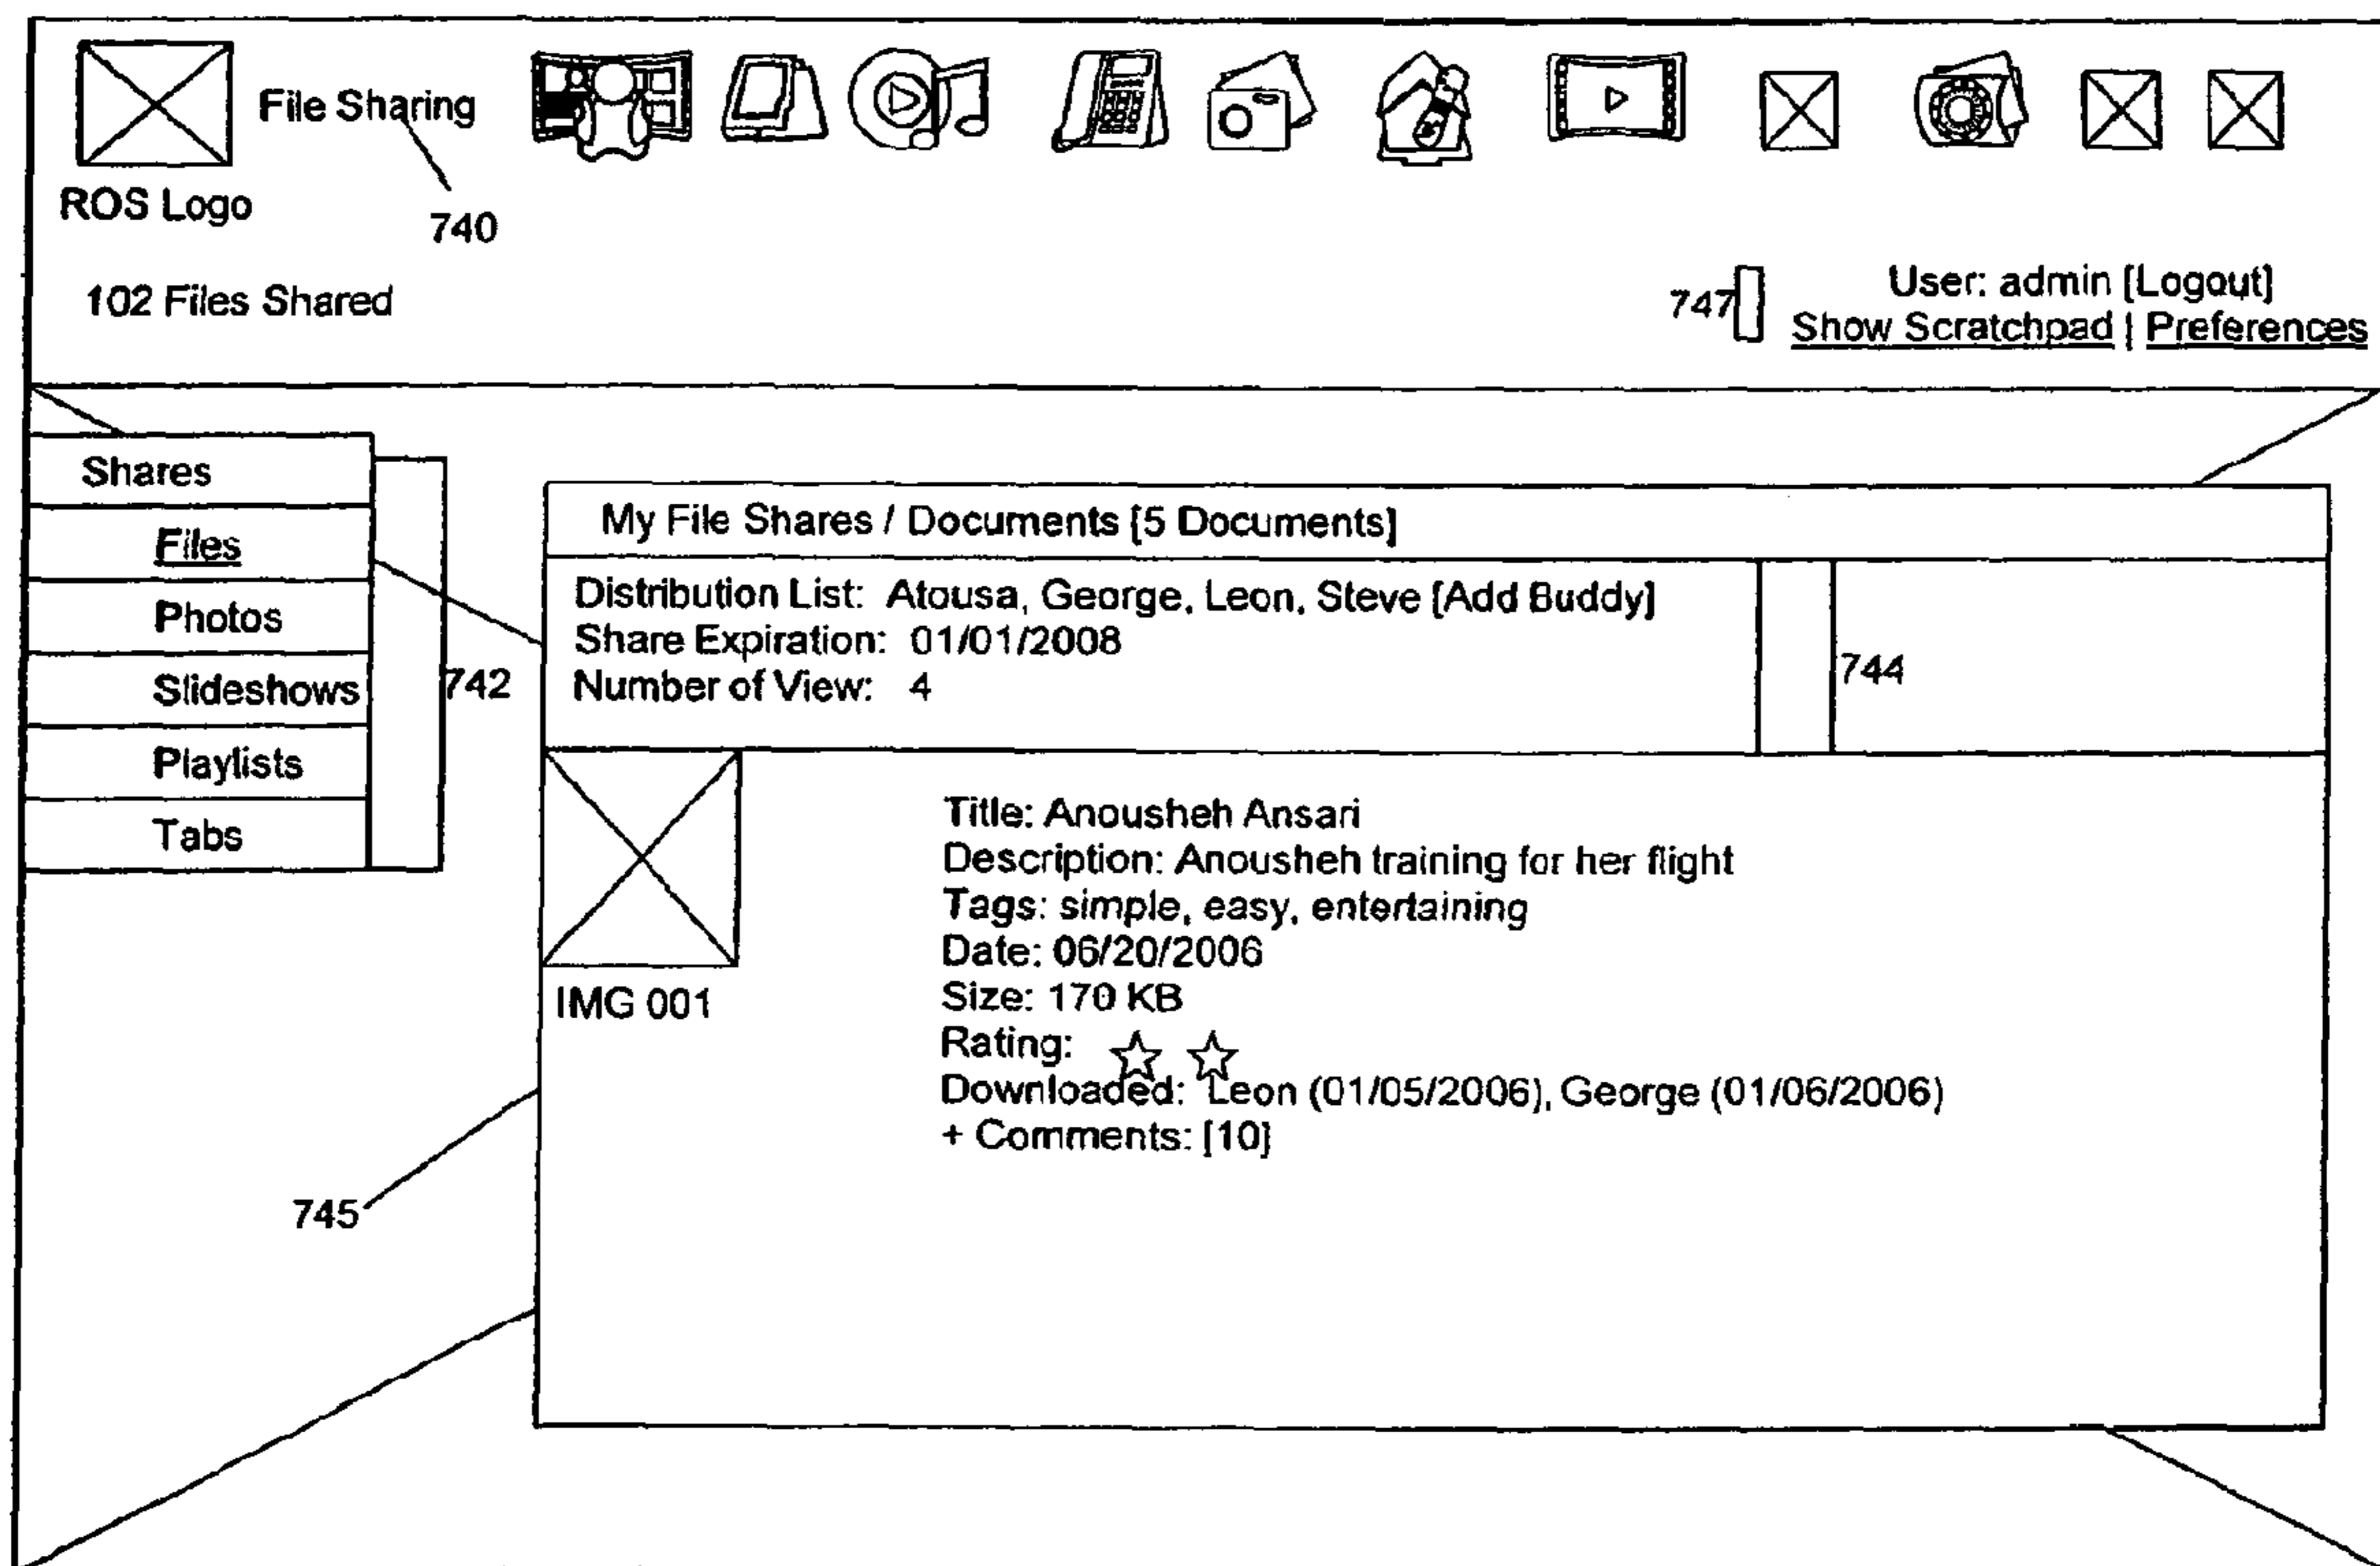 File Sharing
ROS Logo
740
102 Files Shared
747
User: admin [Logout]
Show Scratchpad | Preferences
Shares
Files
Photos
Slideshows
Playlists
Tabs
742
My File Shares / Documents [5 Documents]
Distribution List: Atousa, George, Leon, Steve [Add Buddy]
Share Expiration: 01/01/2008
Number of View: 4
744
IMG 001
Title: Anousheh Ansari
Description: Anousheh training for her flight
Tags: simple, easy, entertaining
Date: 06/20/2006
Size: 170 KB
Rating:
Downloaded: Leon (01/05/2006), George (01/06/2006)
+ Comments: [10]
745